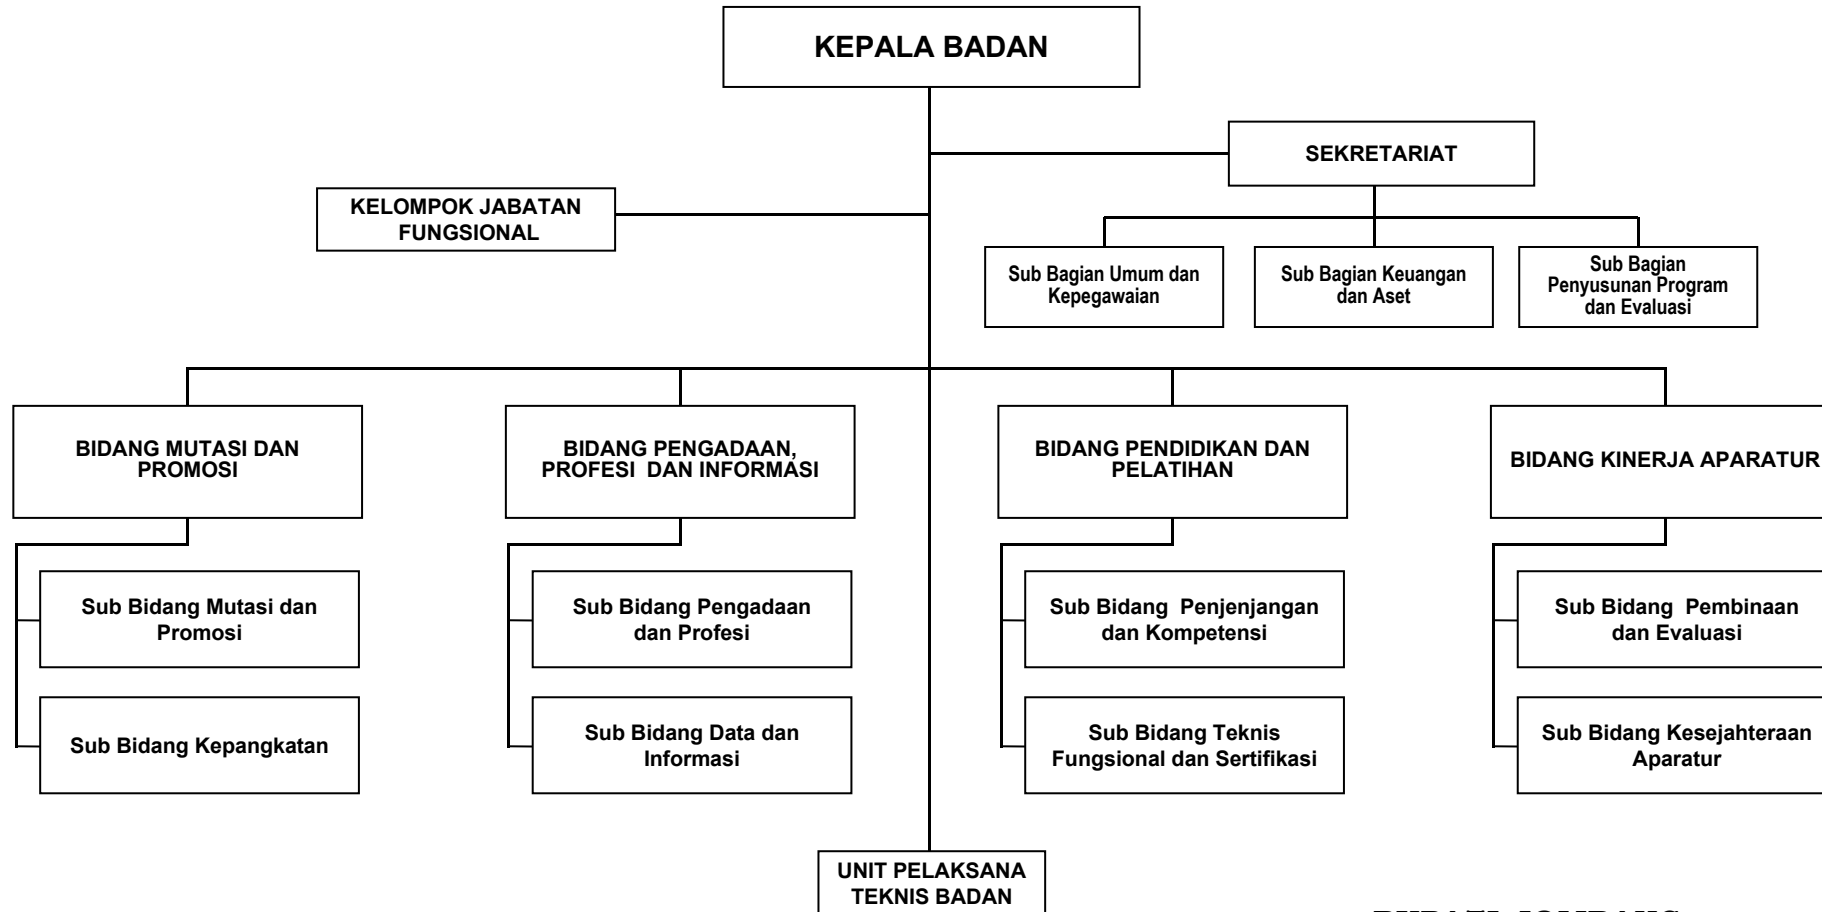 KEPALA BADAN
SEKRETARIAT
KELOMPOK JABATAN
FUNGSIONAL
Sub Bagian Umum dan
Kepegawaian
Sub Bagian Keuangan
dan Aset
Sub Bagian
Penyusunan Program
dan Evaluasi
BIDANG MUTASI DAN
PROMOSI
BIDANG PENGADAAN,
PROFESI DAN INFORMASI
BIDANG PENDIDIKAN DAN
PELATIHAN
BIDANG KINERJA APARATUR
Sub Bidang Mutasi dan
Promosi
Sub Bidang Pengadaan
dan Profesi
Sub Bidang Penjenjangan
dan Kompetensi
Sub Bidang Pembinaan
dan Evaluasi
Sub Bidang Kepangkatan
Sub Bidang Data dan
Informasi
Sub Bidang Teknis
Fungsional dan Sertifikasi
Sub Bidang Kesejahteraan
Aparatur
UNIT PELAKSANA
TEKNIS BADAN